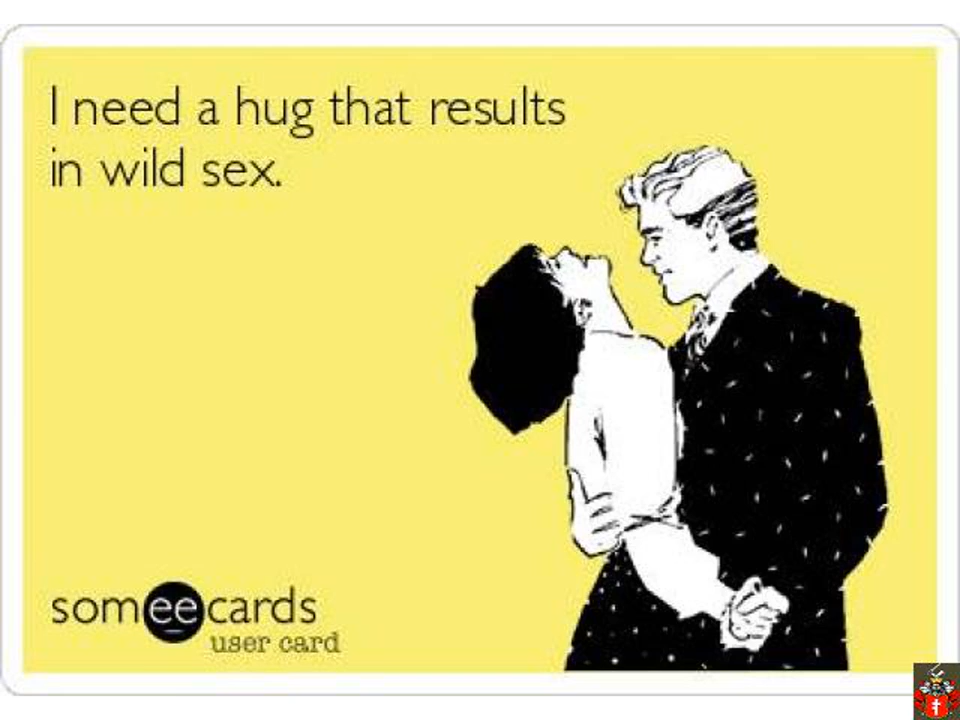 I need a hug that results
in wild sex.
someecards
user card